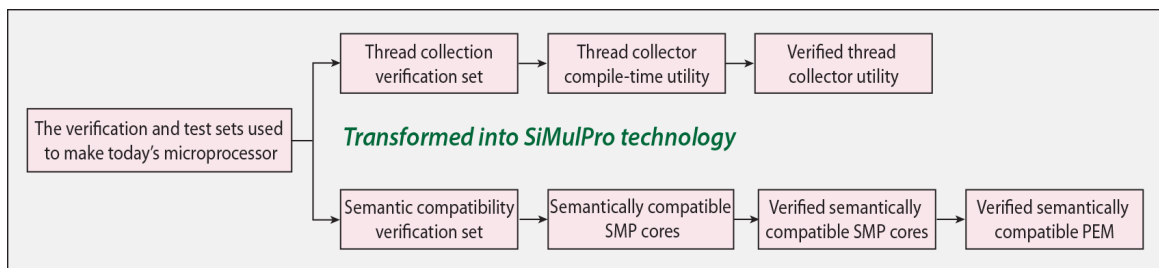 Thread collection
verification set
Thread collector
compile-time utility
Verified thread
collector utility
The verification and test sets used
to make today's microprocessor
Transformed into SiMulPro technology
Semantic compatibility
verification set
Semantically compatible
SMP cores
Verified semantically
compatible SMP cores
Verified semantically
compatible PEM